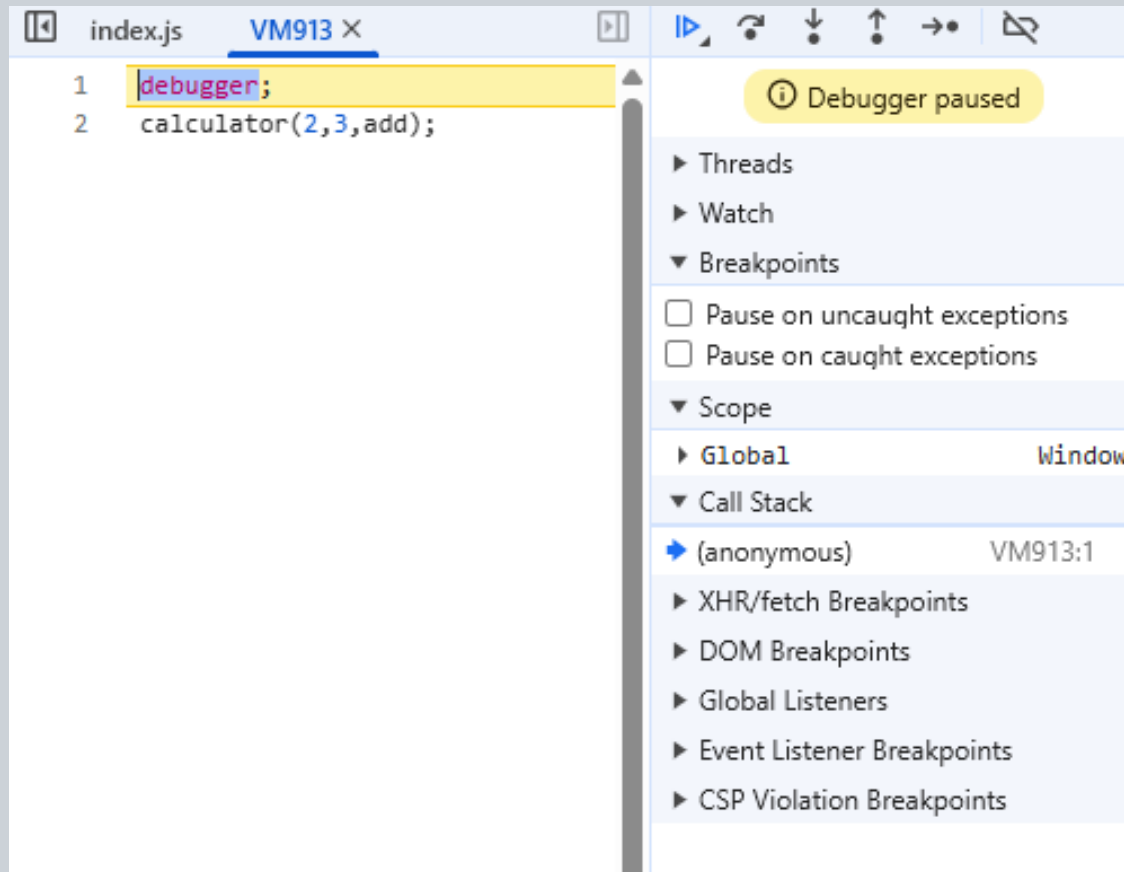 index.js VM913
1 debugger;
2 calculator(2,3,add);
Debugger paused
Threads
Watch
Breakpoints
Pause on uncaught exceptions
Pause on caught exceptions
Scope
Global Window
Call Stack
(anonymous) VM913:1
XHR/fetch Breakpoints
DOM Breakpoints
Global Listeners
Event Listener Breakpoints
CSP Violation Breakpoints